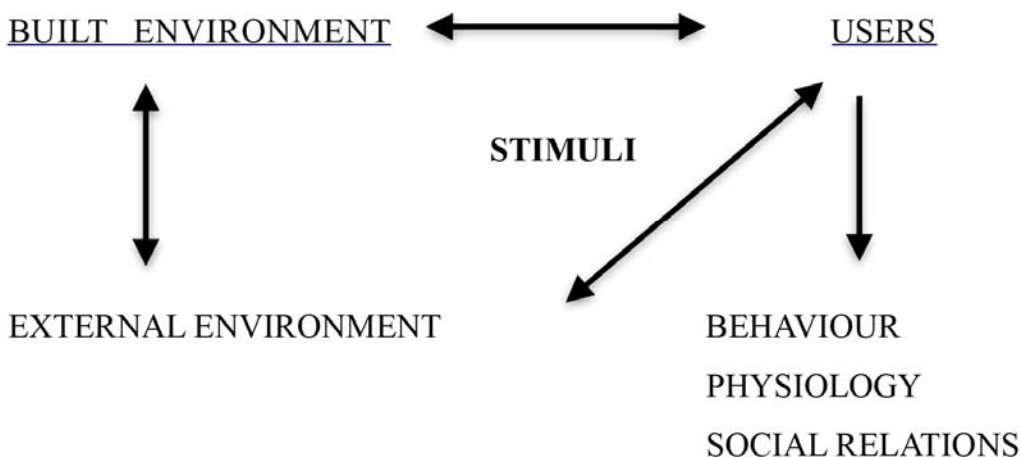 BUILT ENVIRONMENT
USERS
STIMULI
EXTERNAL ENVIRONMENT
BEHAVIOUR
PHYSIOLOGY
SOCIAL RELATIONS